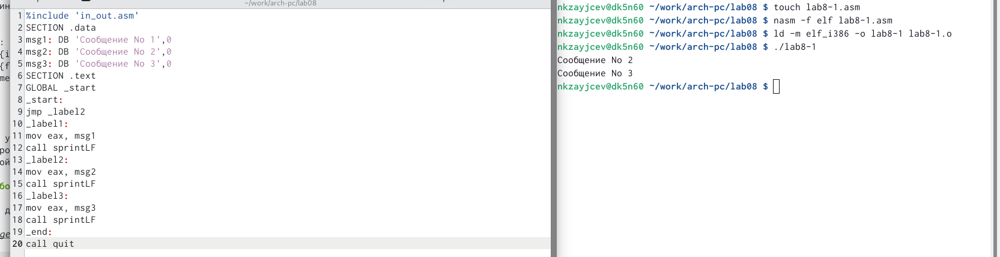 ~/work/arch-pc/lab08
1 %include 'in_out.asm'
2 SECTION .data
3 msg1: DB 'Сообщение No 1',0
4 msg2: DB 'Сообщение No 2',0
5 msg3: DB 'Сообщение No 3',0
6 SECTION .text
7 GLOBAL _start
8 _start:
9 jmp _label2
10 _label1:
11 mov eax, msg1
12 call sprintLF
13 _label2:
14 mov eax, msg2
15 call sprintLF
16 _label3:
17 mov eax, msg3
18 call sprintLF
19 _end:
20 call quit
ин
:
{i
{f
me
у
ро
ой
бо
д
ge
nkzayjcev@dk5n60 ~/work/arch-pc/lab08 $ touch lab8-1.asm
nkzayjcev@dk5n60 ~/work/arch-pc/lab08 $ nasm -f elf lab8-1.asm
nkzayjcev@dk5n60 ~/work/arch-pc/lab08 $ ld -m elf_i386 -o lab8-1 lab8-1.o
nkzayjcev@dk5n60 ~/work/arch-pc/lab08 $ ./lab8-1
Сообщение No 2
Сообщение No 3
nkzayjcev@dk5n60 ~/work/arch-pc/lab08 $